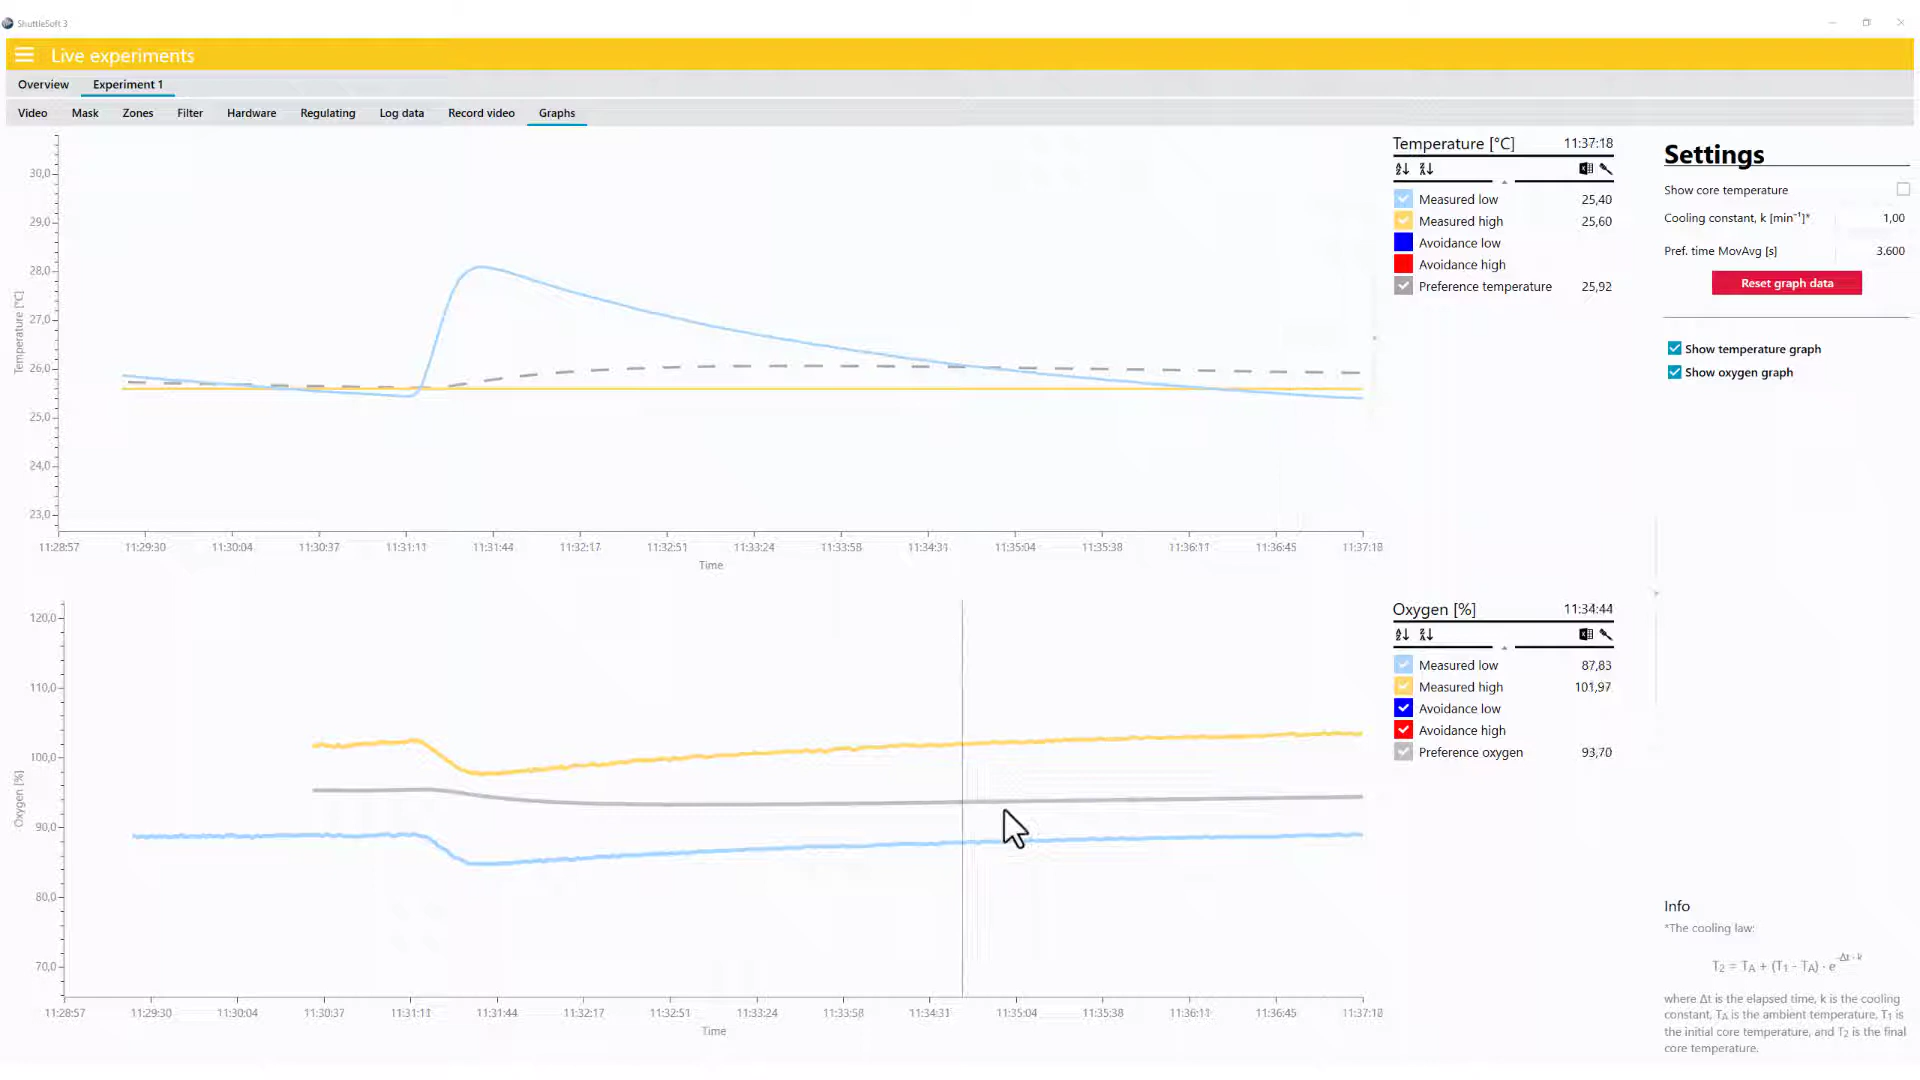 ShuttleSoft 3
Live experiments
Overview Experiment 1
Video Mask Zones Filter Hardware Regulating Log data Record video Graphs
Temperature [°C] 11:37:18
Measured low 25,40
Measured high 25,60
Avoidance low
Avoidance high
Preference temperature 25,92
Settings
Show core temperature
Cooling constant, k [min⁻¹]* 1,00
Pref. time MovAvg [s] 3.600
Reset graph data
Show temperature graph
Show oxygen graph
30,0
29,0
28,0
27,0
26,0
25,0
24,0
23,0
Temperature [°C]
11:28:57 11:29:30 11:30:04 11:30:37 11:31:11 11:31:44 11:32:17 11:32:51 11:33:24 11:33:58 11:34:31 11:35:04 11:35:38 11:36:11 11:36:45 11:37:18
Time
Oxygen [%] 11:34:44
Measured low 87,83
Measured high 101,97
Avoidance low
Avoidance high
Preference oxygen 93,70
120,0
110,0
100,0
90,0
80,0
70,0
Oxygen [%]
11:28:57 11:29:30 11:30:04 11:30:37 11:31:11 11:31:44 11:32:17 11:32:51 11:33:24 11:33:58 11:34:31 11:35:04 11:35:38 11:36:11 11:36:45 11:37:18
Time
Info
*The cooling law:
T₂ = T_A + (T₁ - T_A) · e^-Δt · k
where Δt is the elapsed time, k is the cooling
constant, T_A is the ambient temperature, T₁ is
the initial core temperature, and T₂ is the final
core temperature.